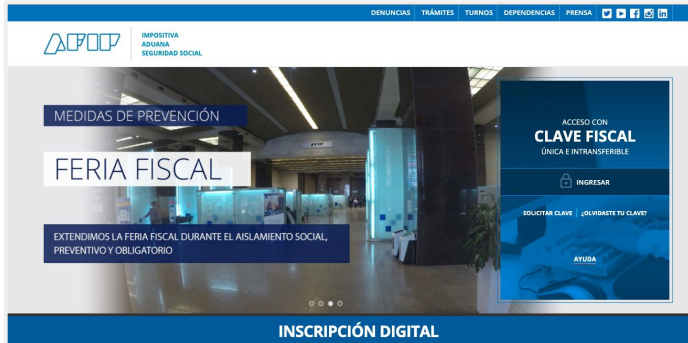 DENUNCIAS TRÁMITES TURNOS DEPENDENCIAS PRENSA
AFIP
IMPOSITIVA
ADUANA
SEGURIDAD SOCIAL
MEDIDAS DE PREVENCIÓN
FERIA FISCAL
EXTENDIMOS LA FERIA FISCAL DURANTE EL AISLAMIENTO SOCIAL,
PREVENTIVO Y OBLIGATORIO
AFIP
ACCESO CON
CLAVE FISCAL
ÚNICA E INTRANSFERIBLE
INGRESAR
SOLICITAR CLAVE | ¿OLVIDASTE TU CLAVE?
AYUDA
INSCRIPCIÓN DIGITAL